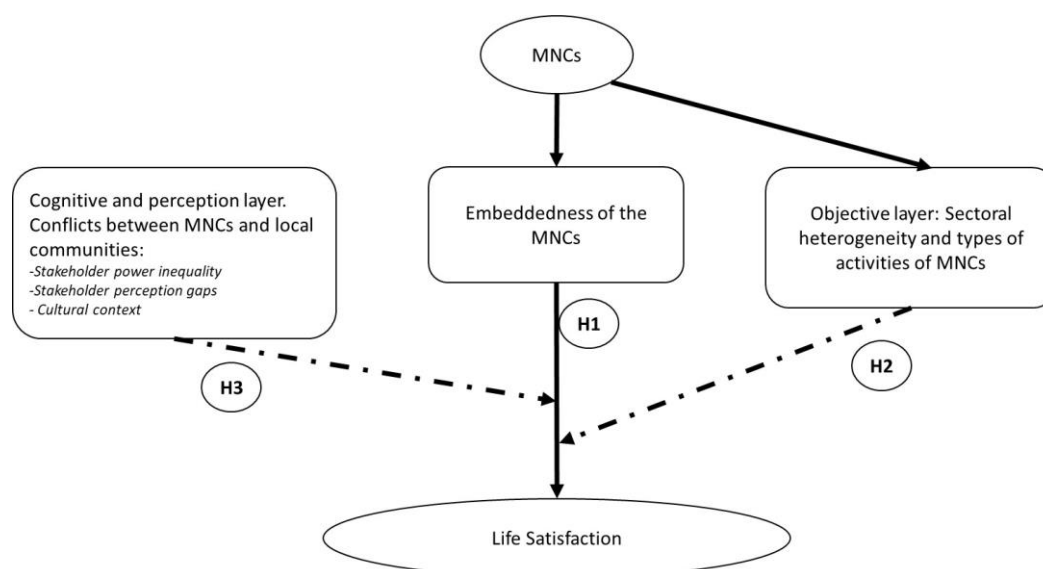 MNCs
Cognitive and perception layer.
Conflicts between MNCs and local
communities:
-Stakeholder power inequality
-Stakeholder perception gaps
- Cultural context
Embeddedness of the
MNCs
Objective layer: Sectoral
heterogeneity and types of
activities of MNCs
H1
H2
H3
Life Satisfaction